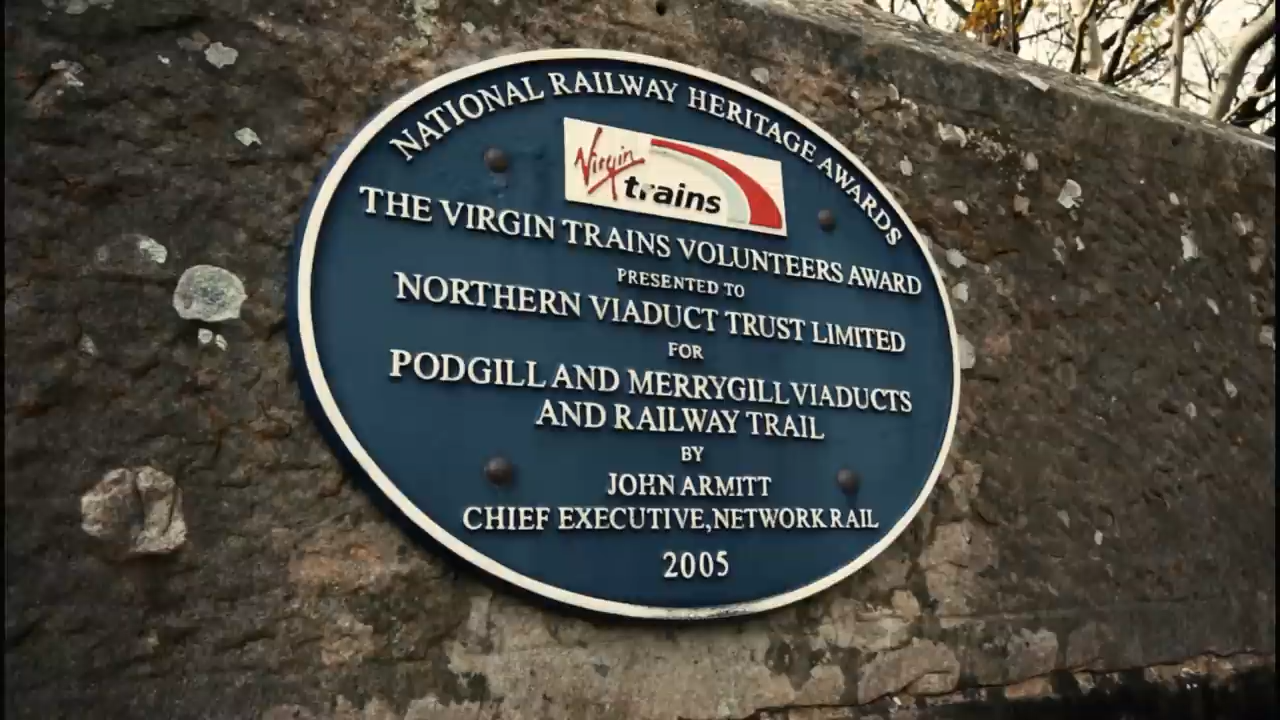 NATIONAL RAILWAY HERITAGE AWARDS
Virgin
trains
THE VIRGIN TRAINS VOLUNTEERS AWARD
PRESENTED TO
NORTHERN VIADUCT TRUST LIMITED
FOR
PODGILL AND MERRYGILL VIADUCTS
AND RAILWAY TRAIL
BY
JOHN ARMITT
CHIEF EXECUTIVE, NETWORK RAIL
2005